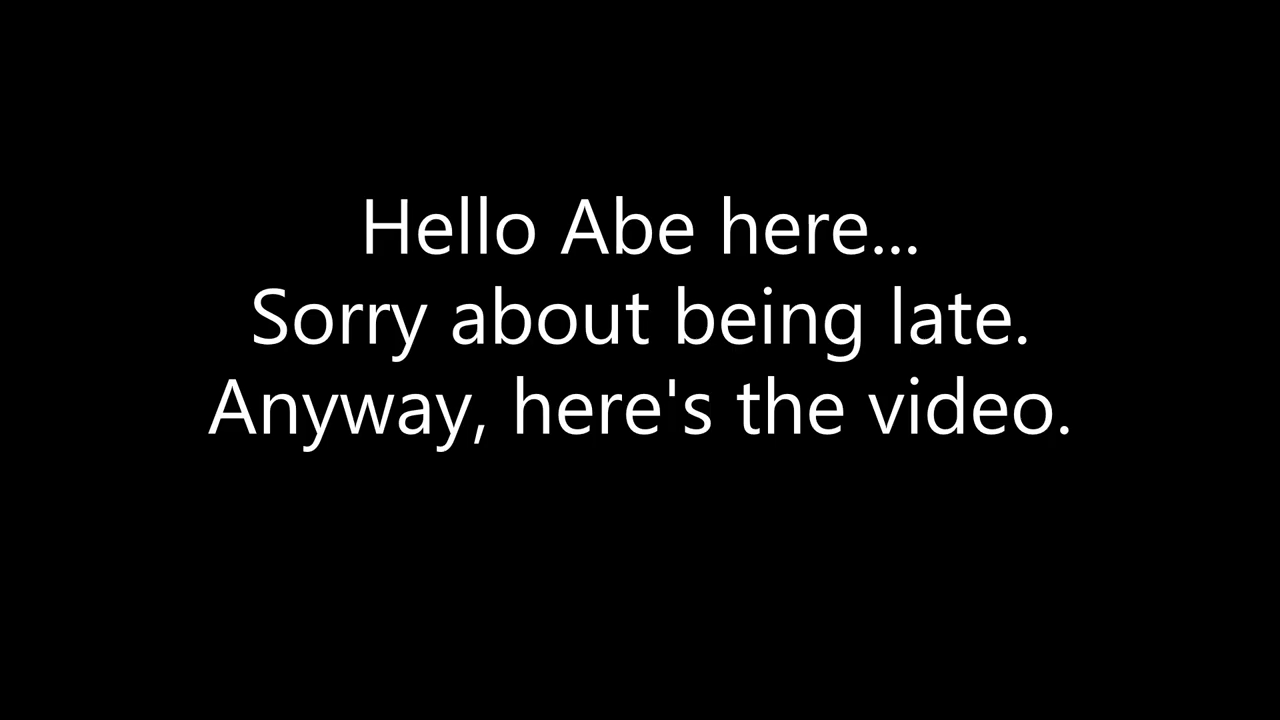 Hello Abe here...
Sorry about being late.
Anyway, here's the video.